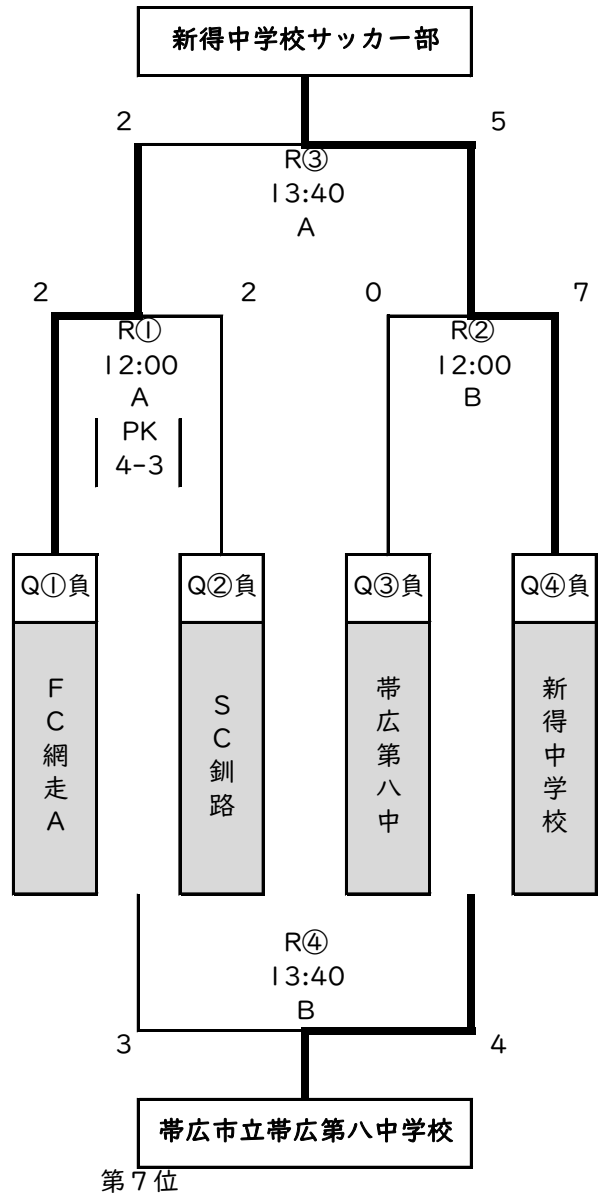 新得中学校サッカー部
2
5
R③
13:40
A
2
2
0
7
R①
12:00
A
PK
4-3
R②
12:00
B
Q①負
Q②負
Q③負
Q④負
FC網走A
SC釧路
帯広第八中
新得中学校
R④
13:40
B
3
4
帯広市立帯広第八中学校
第7位